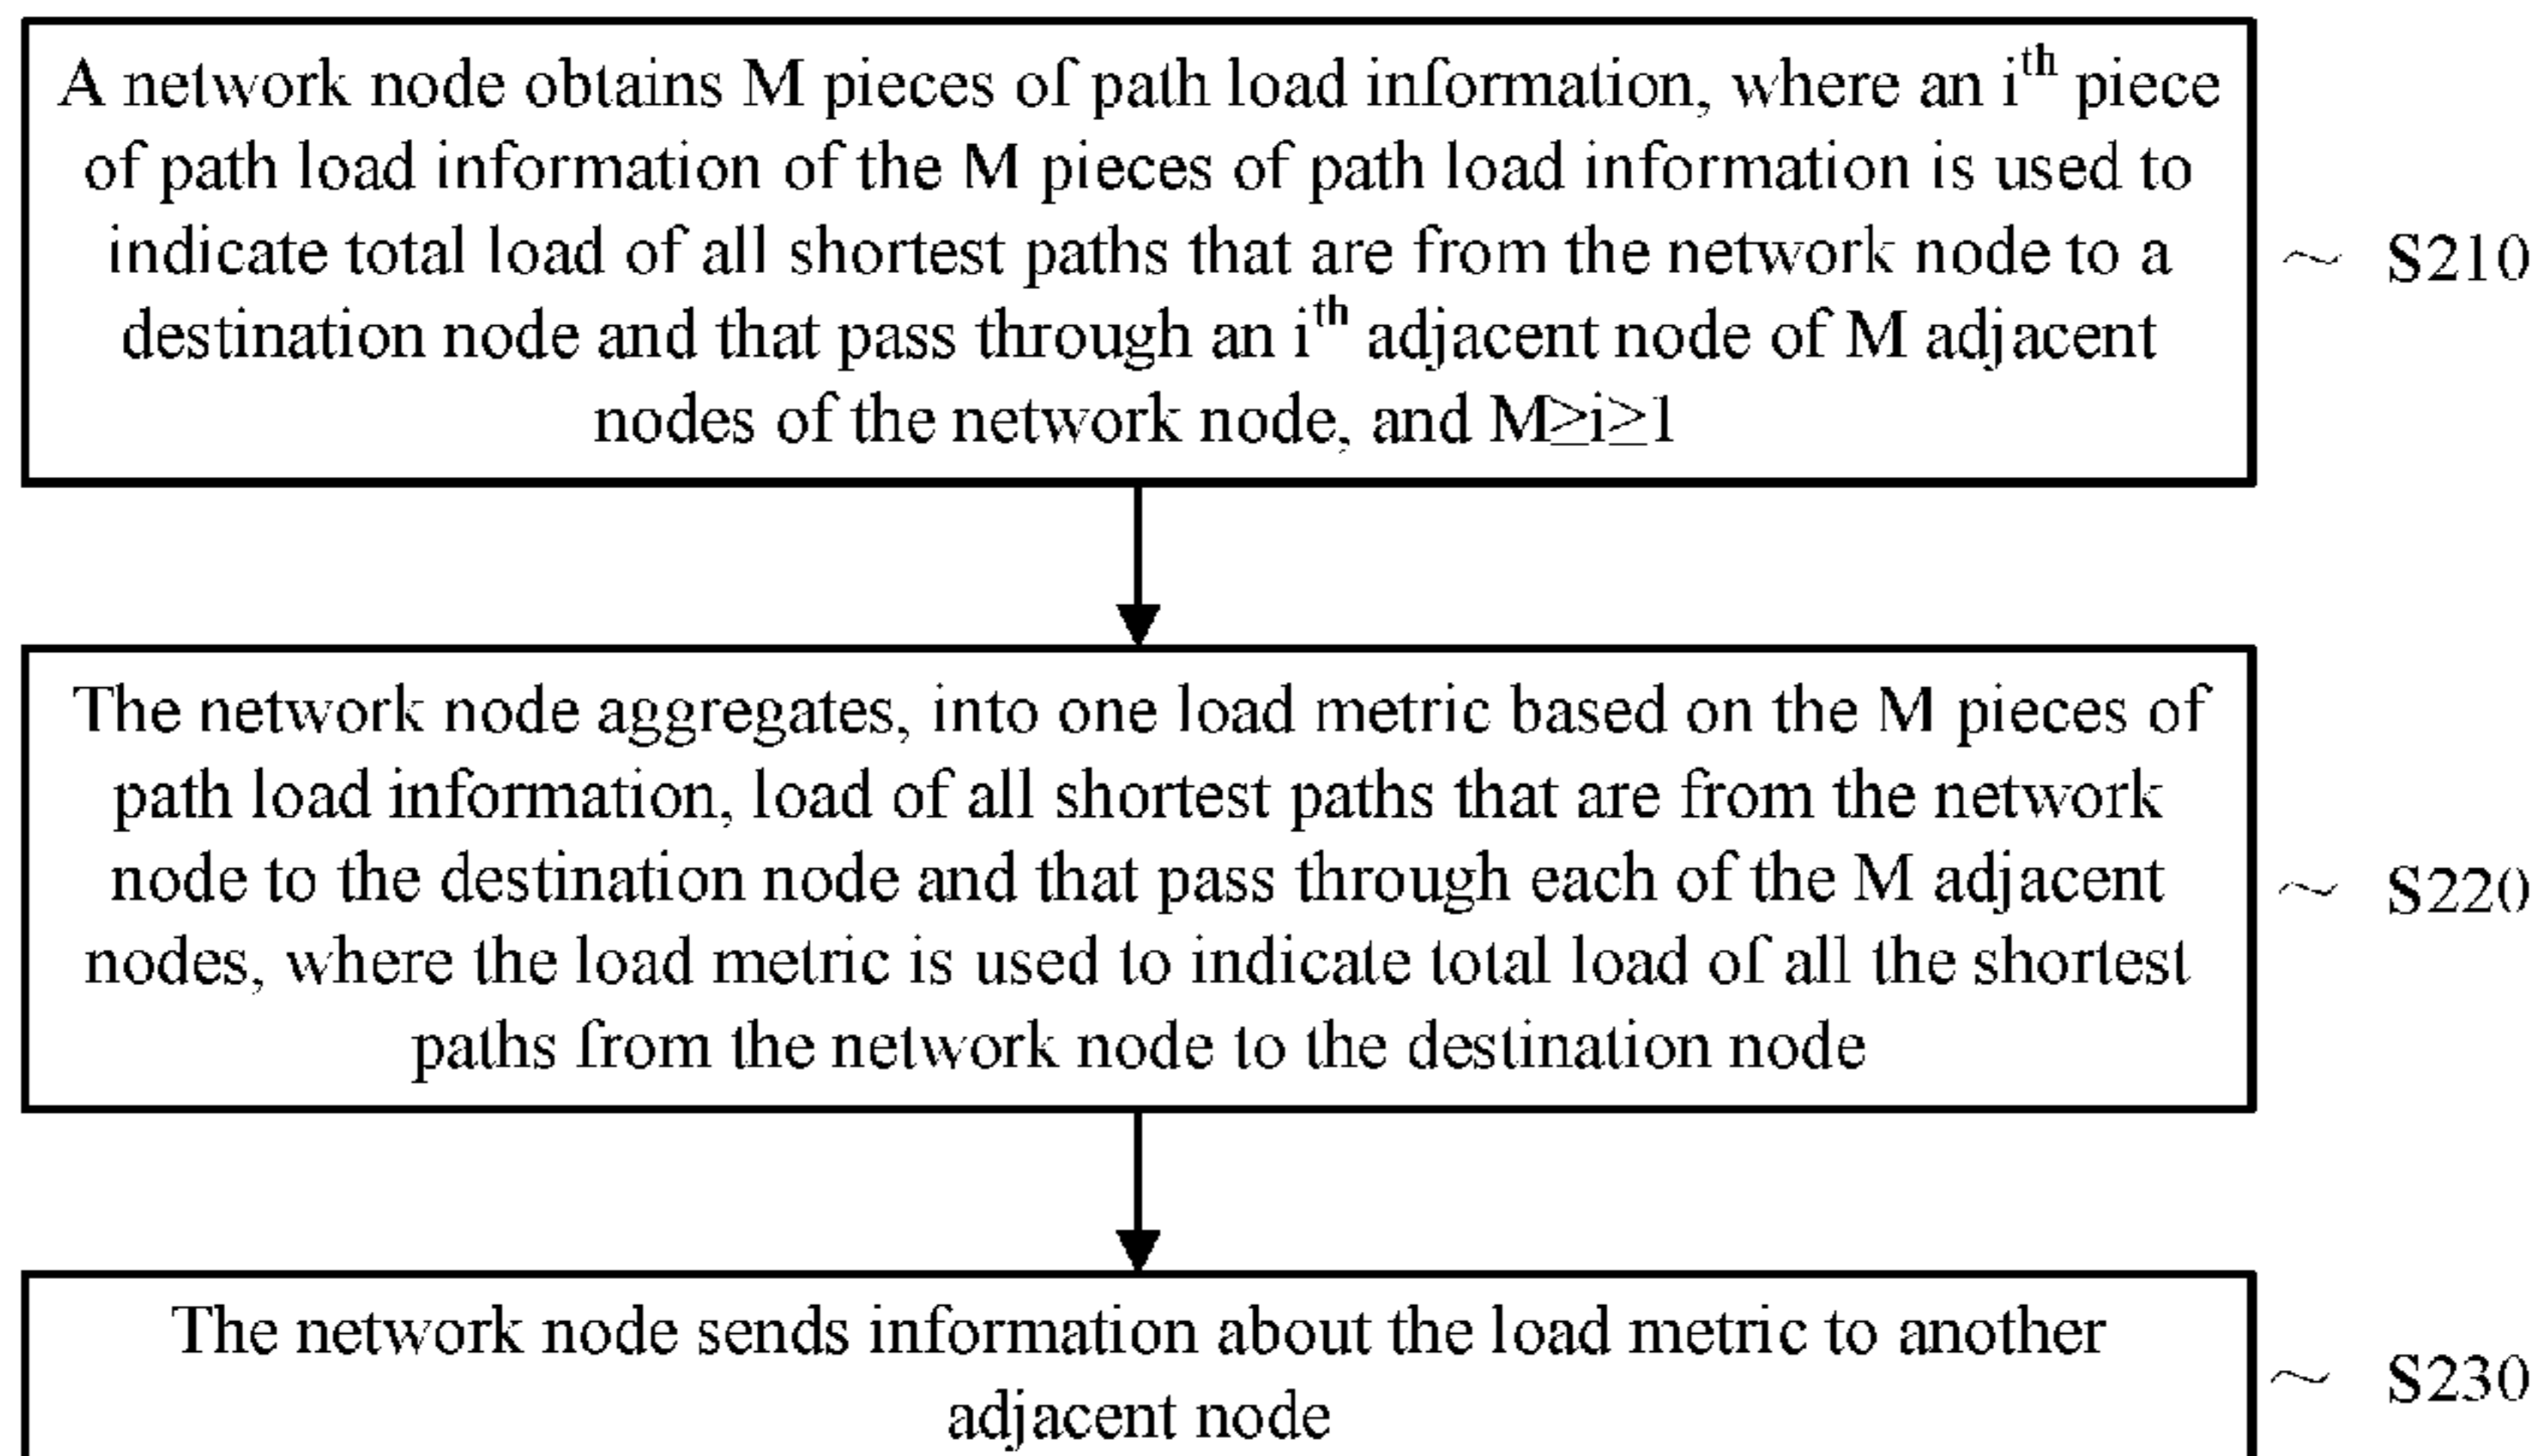 A network node obtains M pieces of path load information, where an i^th piece
of path load information of the M pieces of path load information is used to
indicate total load of all shortest paths that are from the network node to a
destination node and that pass through an i^th adjacent node of M adjacent
nodes of the network node, and M≥i≥1
~ S210
The network node aggregates, into one load metric based on the M pieces of
path load information, load of all shortest paths that are from the network
node to the destination node and that pass through each of the M adjacent
nodes, where the load metric is used to indicate total load of all the shortest
paths from the network node to the destination node
~ S220
The network node sends information about the load metric to another
adjacent node
~ S230